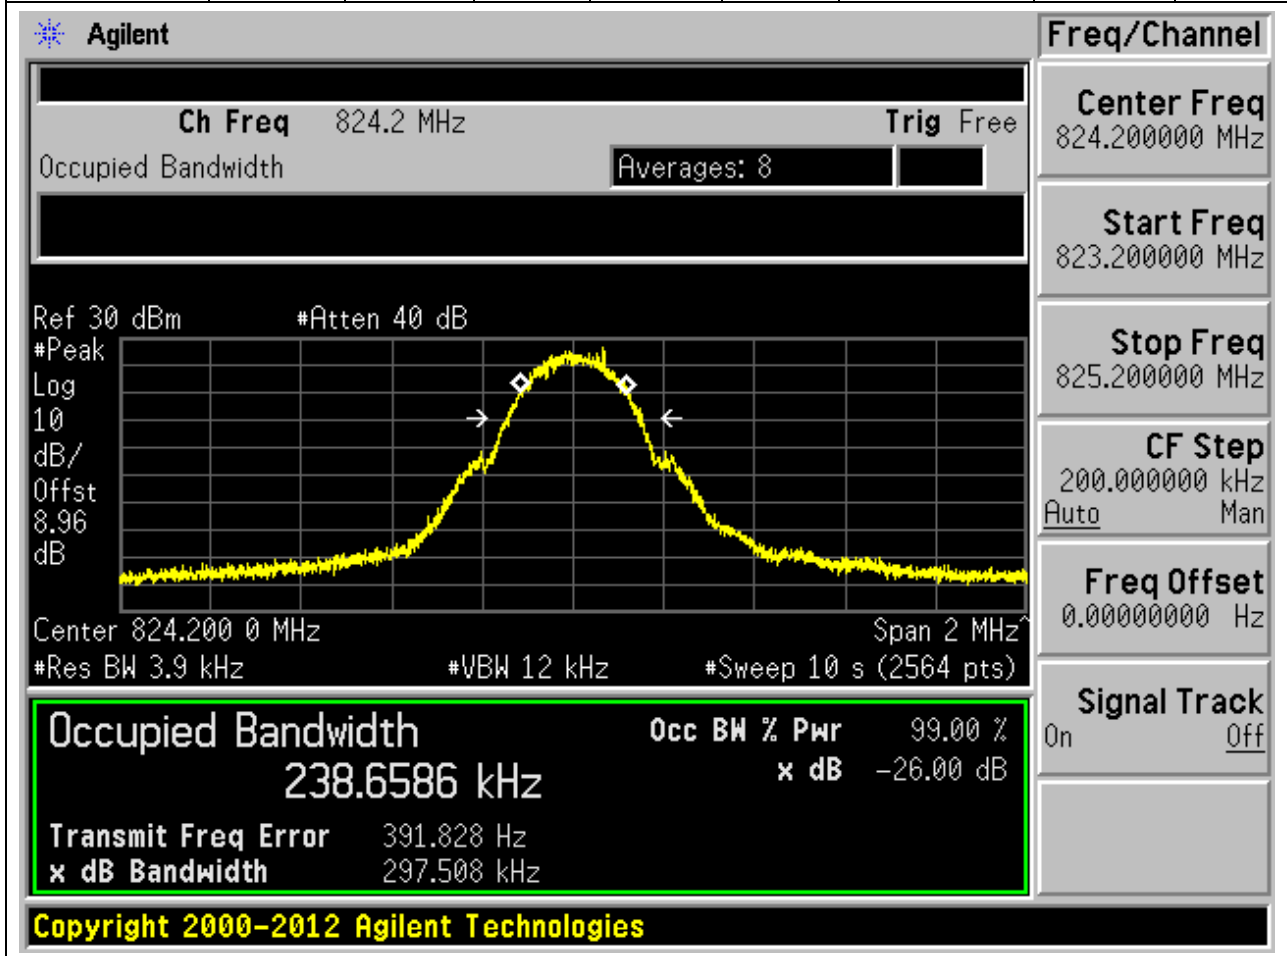 Agilent
Freq/Channel
Ch Freq 824.2 MHz Trig Free
Occupied Bandwidth Averages: 8
Center Freq
824.200000 MHz
Start Freq
823.200000 MHz
Stop Freq
825.200000 MHz
CF Step
200.000000 kHz
Auto Man
Freq Offset
0.00000000 Hz
Signal Track
On Off
Ref 30 dBm #Atten 40 dB
#Peak
Log
10
dB/
Offst
8.96
dB
Center 824.200 0 MHz Span 2 MHz^
#Res BW 3.9 kHz #VBW 12 kHz #Sweep 10 s (2564 pts)
Occupied Bandwidth
238.6586 kHz
Occ BW % Pwr 99.00 %
x dB -26.00 dB
Transmit Freq Error 391.828 Hz
x dB Bandwidth 297.508 kHz
Copyright 2000-2012 Agilent Technologies